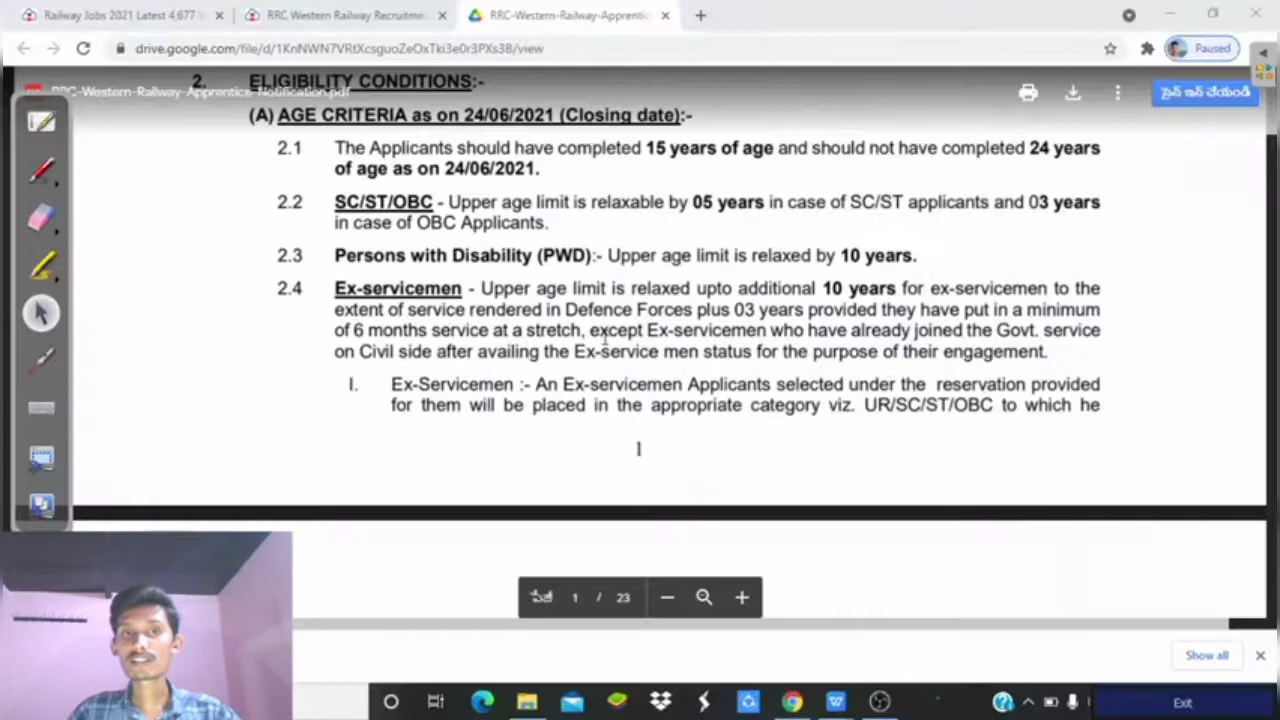 Railway Jobs 2021 Latest 4,677
RRC Western Railway Recruitme
RRC-Western-Railway-Apprentic
drive.google.com/file/d/1KnNWN7VRtXcsguoZeOxTki3e0r3PXs3B/view
Paused
2. ELIGIBILITY CONDITIONS:-
RRC-Western-Railway-Apprentice-Notification.pdf
సైన్ ఇన్ చేయండి
(A) AGE CRITERIA as on 24/06/2021 (Closing date):-
2.1 The Applicants should have completed 15 years of age and should not have completed 24 years
of age as on 24/06/2021.
2.2 SC/ST/OBC - Upper age limit is relaxable by 05 years in case of SC/ST applicants and 03 years
in case of OBC Applicants.
2.3 Persons with Disability (PWD):- Upper age limit is relaxed by 10 years.
2.4 Ex-servicemen - Upper age limit is relaxed upto additional 10 years for ex-servicemen to the
extent of service rendered in Defence Forces plus 03 years provided they have put in a minimum
of 6 months service at a stretch, except Ex-servicemen who have already joined the Govt. service
on Civil side after availing the Ex-service men status for the purpose of their engagement.
I. Ex-Servicemen :- An Ex-servicemen Applicants selected under the reservation provided
for them will be placed in the appropriate category viz. UR/SC/ST/OBC to which he
1
పేజీ 1 / 23
Show all
Exit